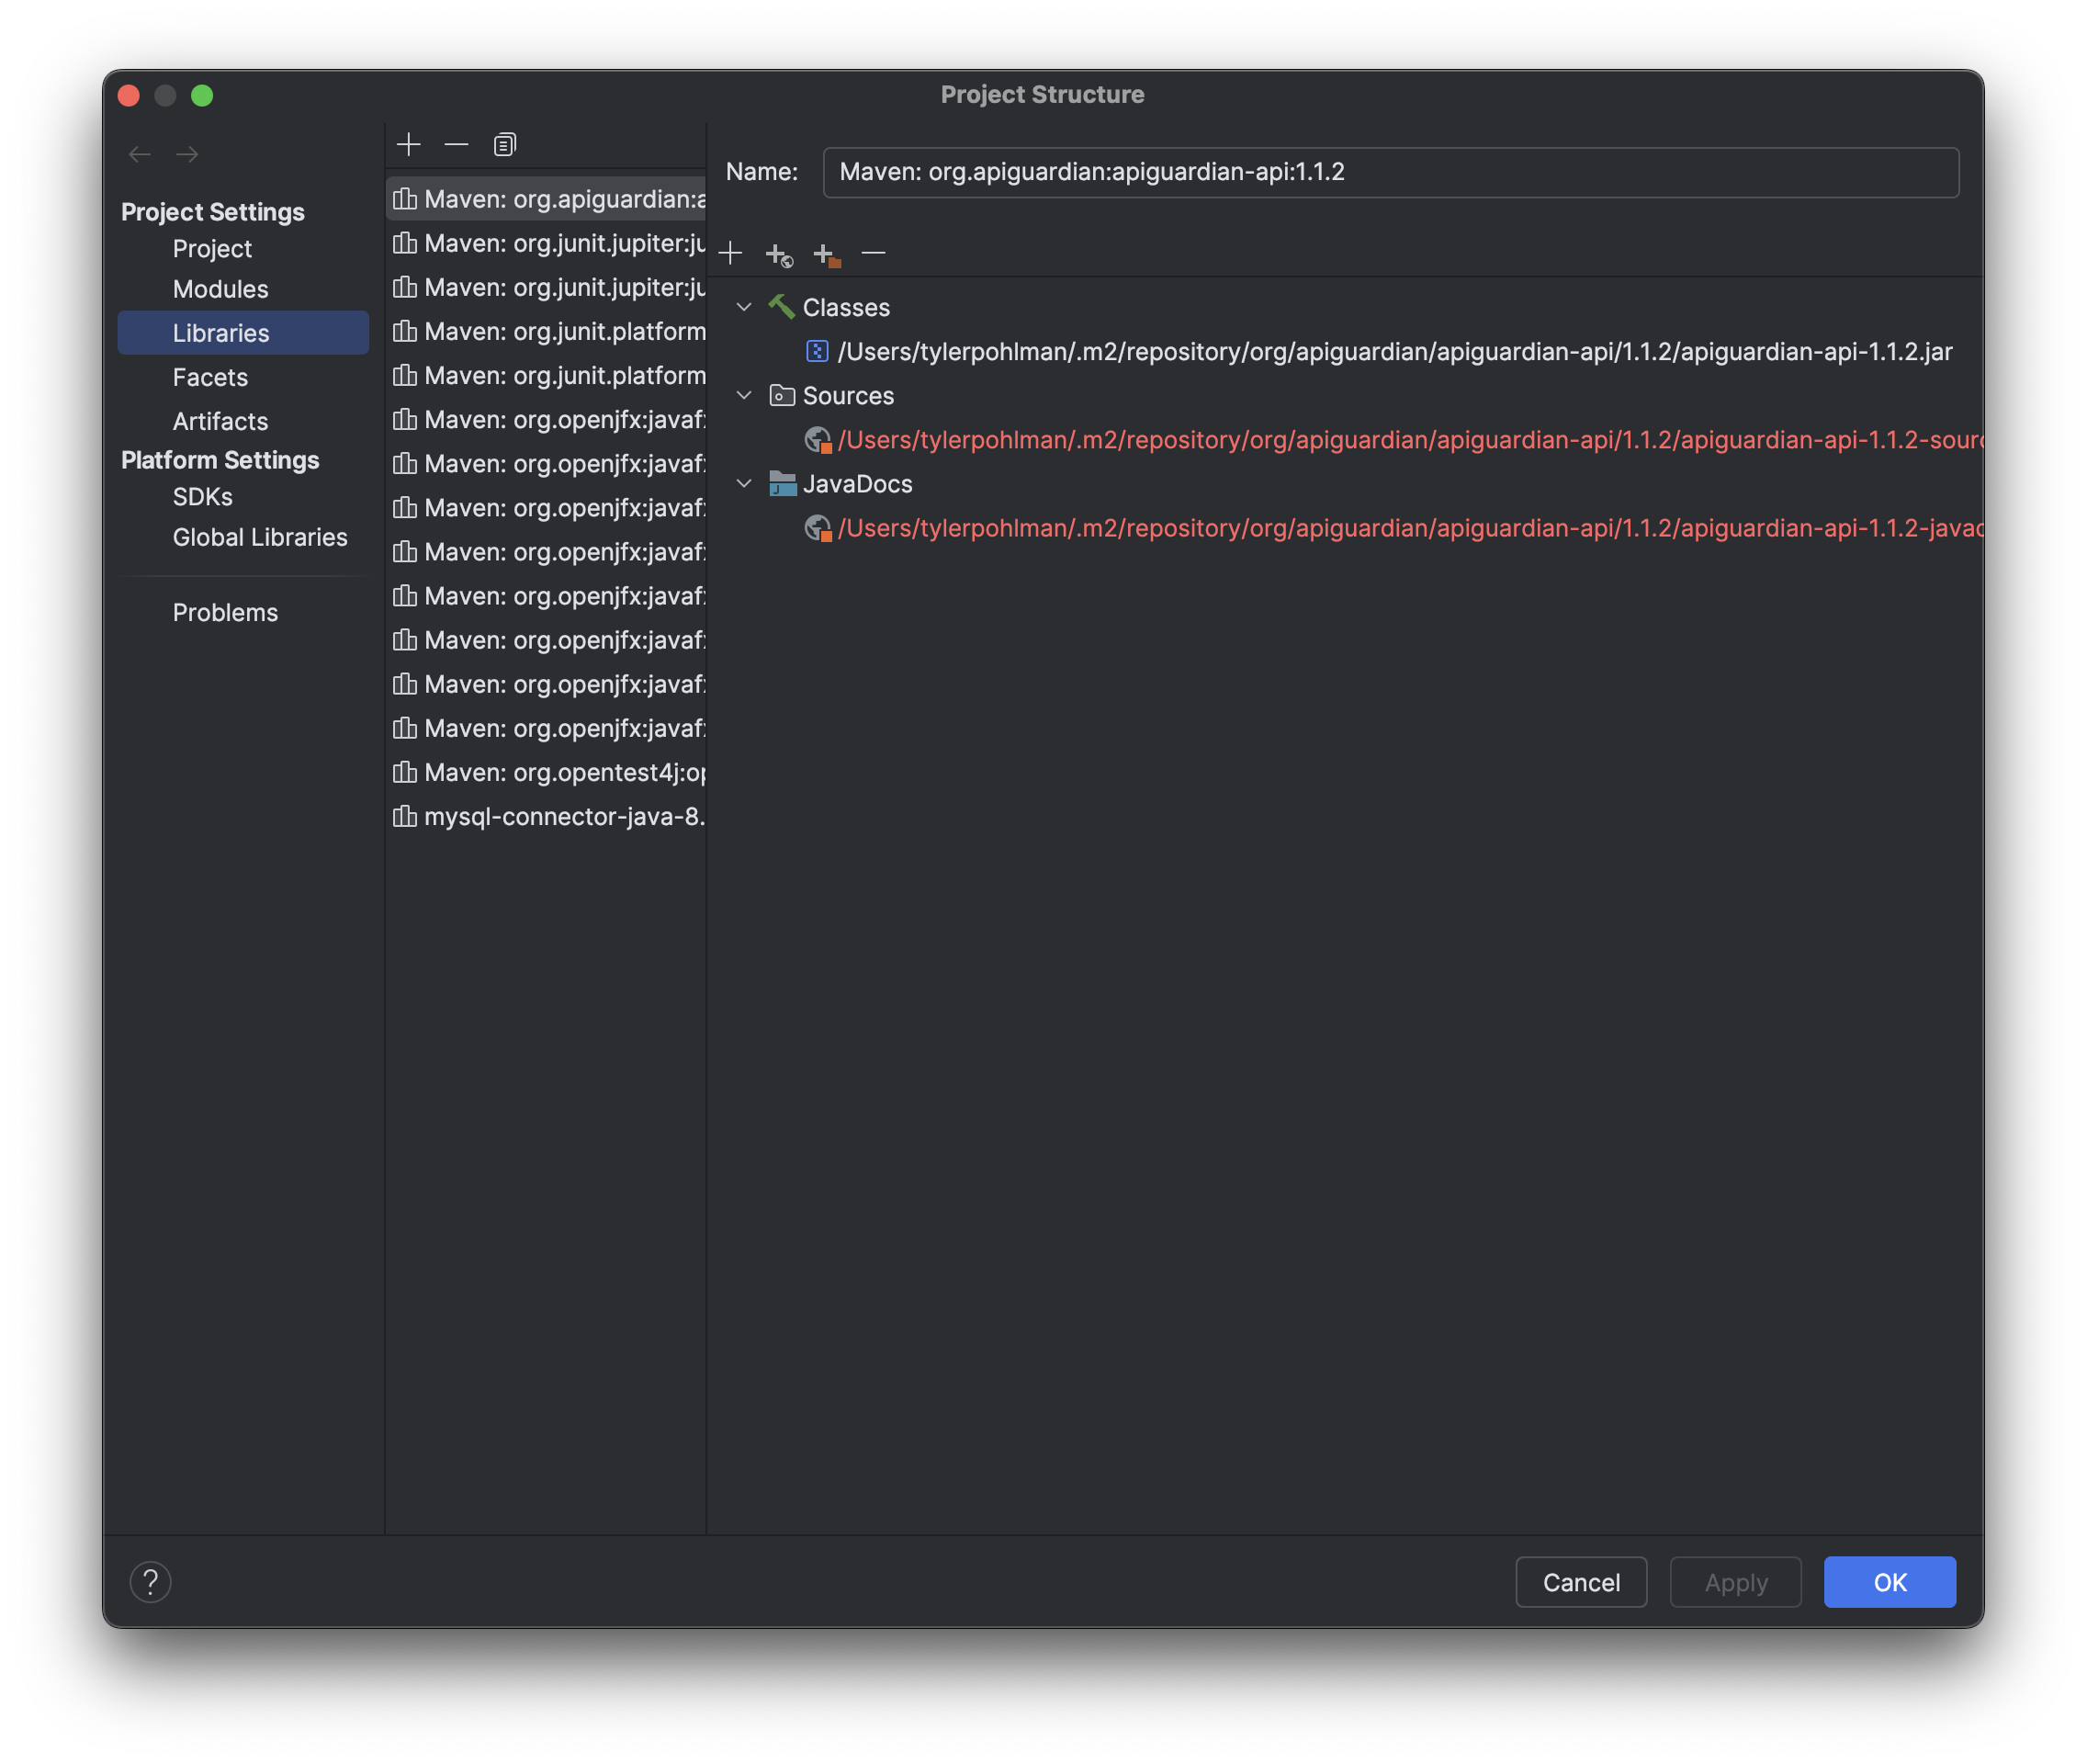 Project Structure
Project Settings
Project
Modules
Libraries
Facets
Artifacts
Platform Settings
SDKs
Global Libraries
Problems
Maven: org.apiguardian:a
Maven: org.junit.jupiter:ju
Maven: org.junit.jupiter:ju
Maven: org.junit.platform
Maven: org.junit.platform
Maven: org.openjfx:javaf
Maven: org.openjfx:javaf
Maven: org.openjfx:javaf
Maven: org.openjfx:javaf
Maven: org.openjfx:javaf
Maven: org.openjfx:javaf
Maven: org.openjfx:javaf
Maven: org.openjfx:javaf
Maven: org.opentest4j:op
mysql-connector-java-8.
Name: Maven: org.apiguardian:apiguardian-api:1.1.2
Classes
/Users/tylerpohlman/.m2/repository/org/apiguardian/apiguardian-api/1.1.2/apiguardian-api-1.1.2.jar
Sources
/Users/tylerpohlman/.m2/repository/org/apiguardian/apiguardian-api/1.1.2/apiguardian-api-1.1.2-sourc
JavaDocs
/Users/tylerpohlman/.m2/repository/org/apiguardian/apiguardian-api/1.1.2/apiguardian-api-1.1.2-javac
?
Cancel
Apply
OK